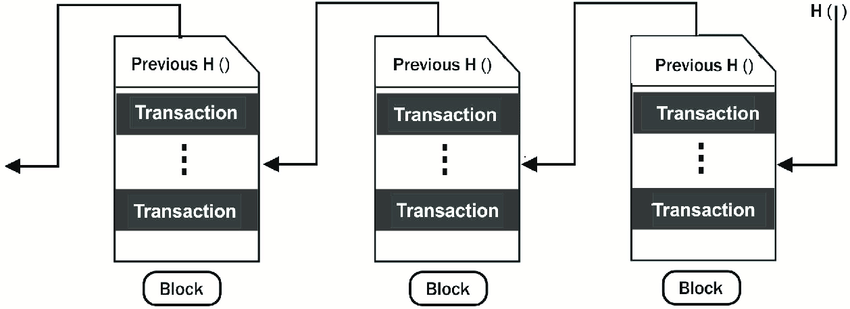 H ( )
Previous H ()
Transaction
Transaction
Block
Previous H ()
Transaction
Transaction
Block
Previous H ()
Transaction
Transaction
Block